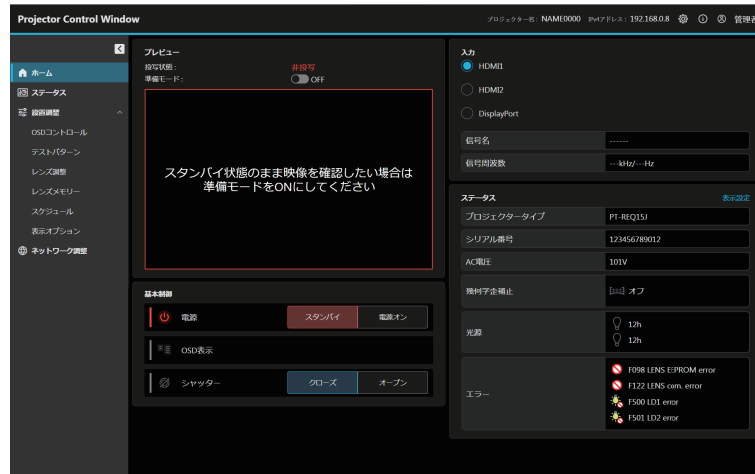 Projector Control Window
プロジェクター名: NAME0000 IPv4アドレス: 192.168.0.8 管理者
ホーム
ステータス
設置調整
OSDコントロール
テストパターン
レンズ調整
レンズメモリー
スケジュール
表示オプション
ネットワーク調整
プレビュー
投写状態:
非投写
準備モード:
OFF
スタンバイ状態のまま映像を確認したい場合は
準備モードをONにしてください
基本制御
電源
スタンバイ
電源オン
OSD表示
シャッター
クローズ
オープン
入力
HDMI1
HDMI2
DisplayPort
信号名
------
信号周波数
---kHz/---Hz
ステータス
表示設定
プロジェクタータイプ
PT-REQ15J
シリアル番号
123456789012
AC電圧
101V
幾何学歪補正
オフ
光源
12h
12h
エラー
F098 LENS EEPROM error
F122 LENS com. error
F500 LD1 error
F501 LD2 error